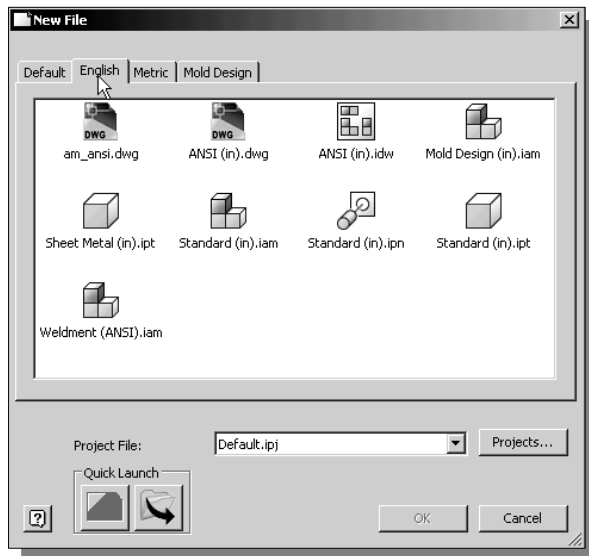 New File
Default English Metric Mold Design
DWG DWG
am_ansi.dwg ANSI (in).dwg ANSI (in).idw Mold Design (in).iam
Sheet Metal (in).ipt Standard (in).iam Standard (in).ipn Standard (in).ipt
Weldment (ANSI).iam
Project File: Default.ipj Projects...
Quick Launch
OK Cancel